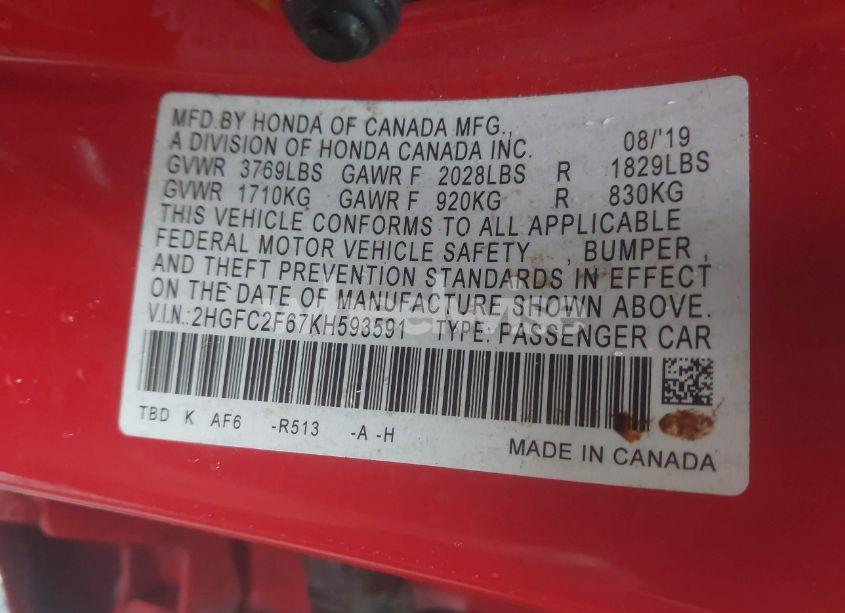 MFD.BY HONDA OF CANADA MFG.,
A DIVISION OF HONDA CANADA INC. 08/'19
GVWR 3769LBS GAWR F 2028LBS R 1829LBS
GVWR 1710KG GAWR F 920KG R 830KG
THIS VEHICLE CONFORMS TO ALL APPLICABLE
FEDERAL MOTOR VEHICLE SAFETY , BUMPER ,
AND THEFT PREVENTION STANDARDS IN EFFECT
ON THE DATE OF MANUFACTURE SHOWN ABOVE.
V.I.N.:2HGFC2F67KH593591 TYPE: PASSENGER CAR
TBD K AF6 -R513 -A -H
MADE IN CANADA